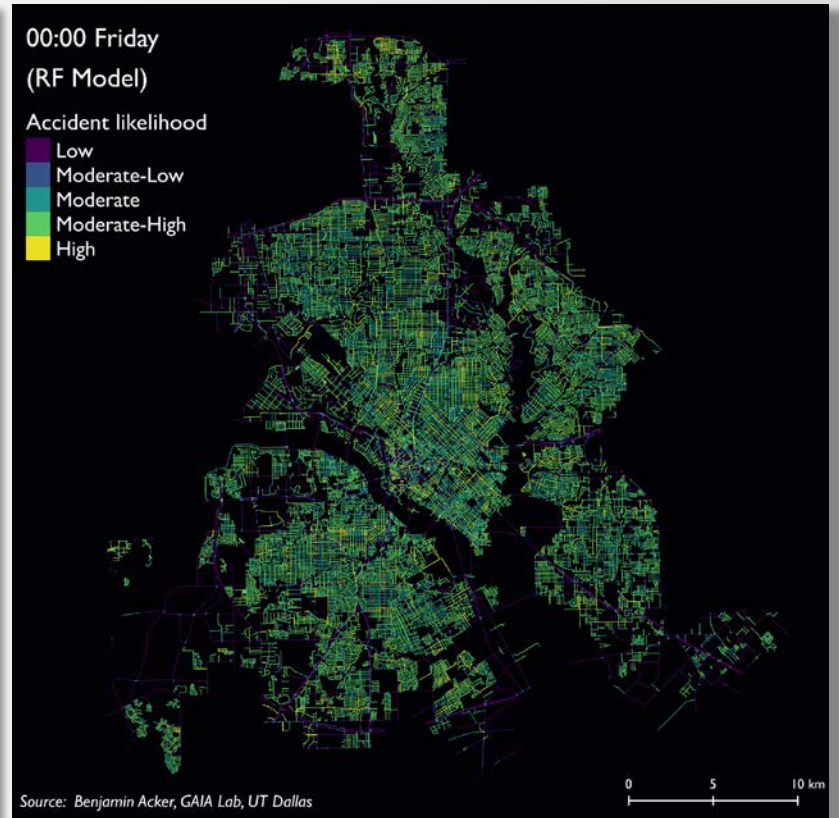 00:00 Friday
(RF Model)
Accident likelihood
Low
Moderate-Low
Moderate
Moderate-High
High
0 5 10 km
Source: Benjamin Acker, GAIA Lab, UT Dallas